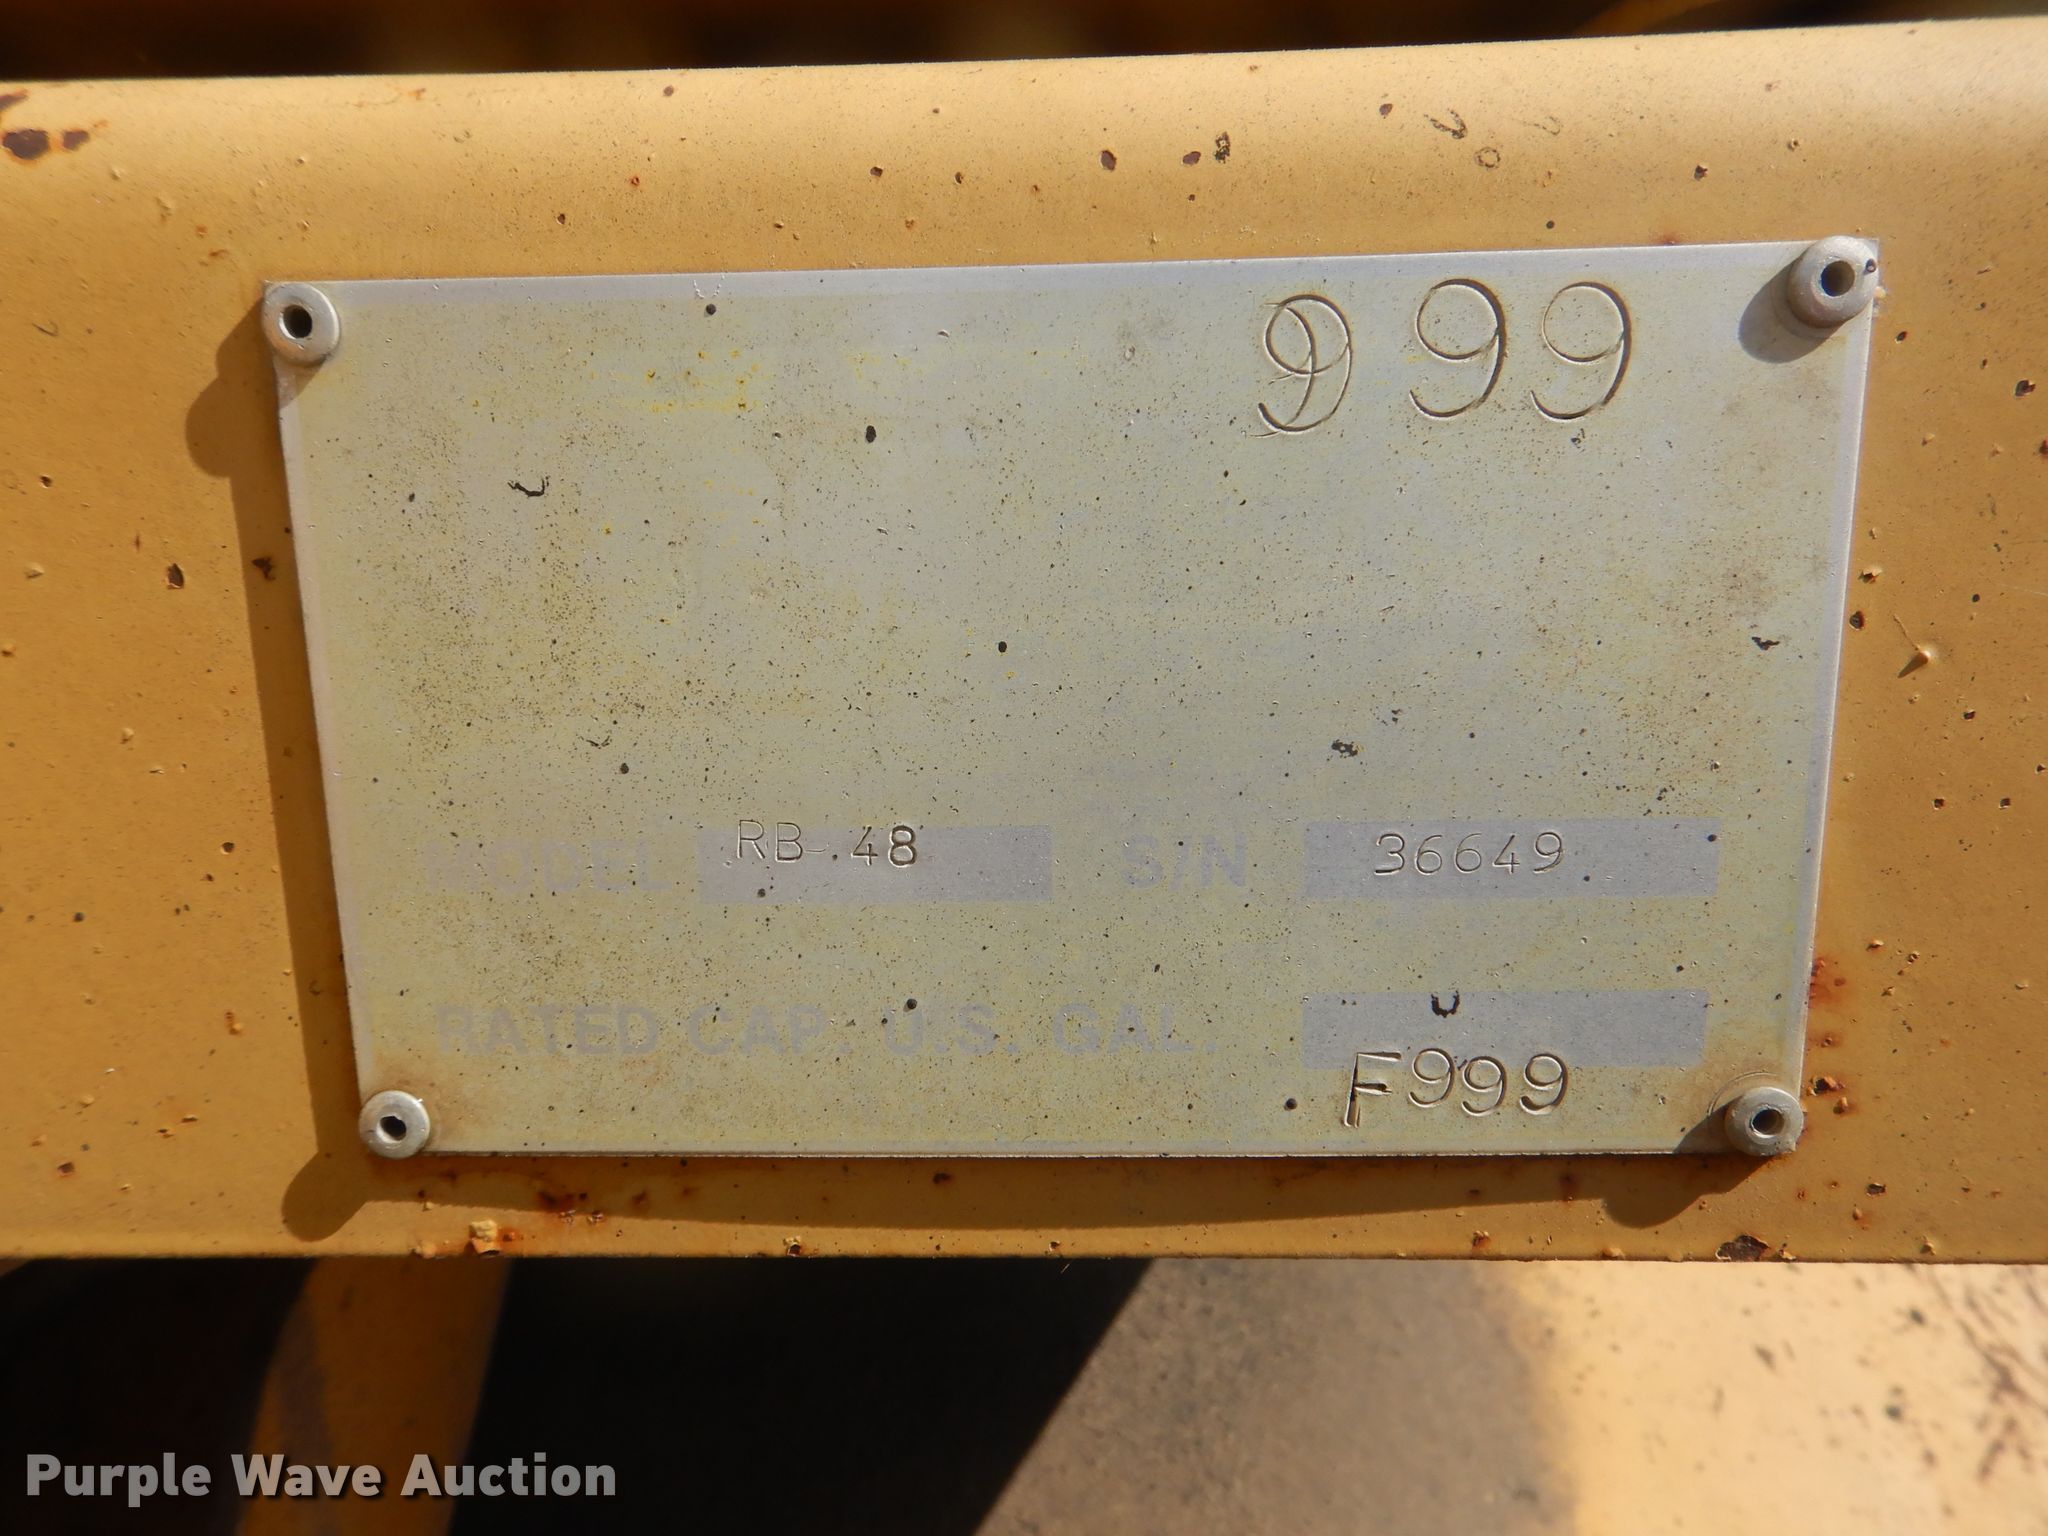 999
MODEL RB-48 S/N 36649
RATED CAP. U.S. GAL.
F999
Purple Wave Auction